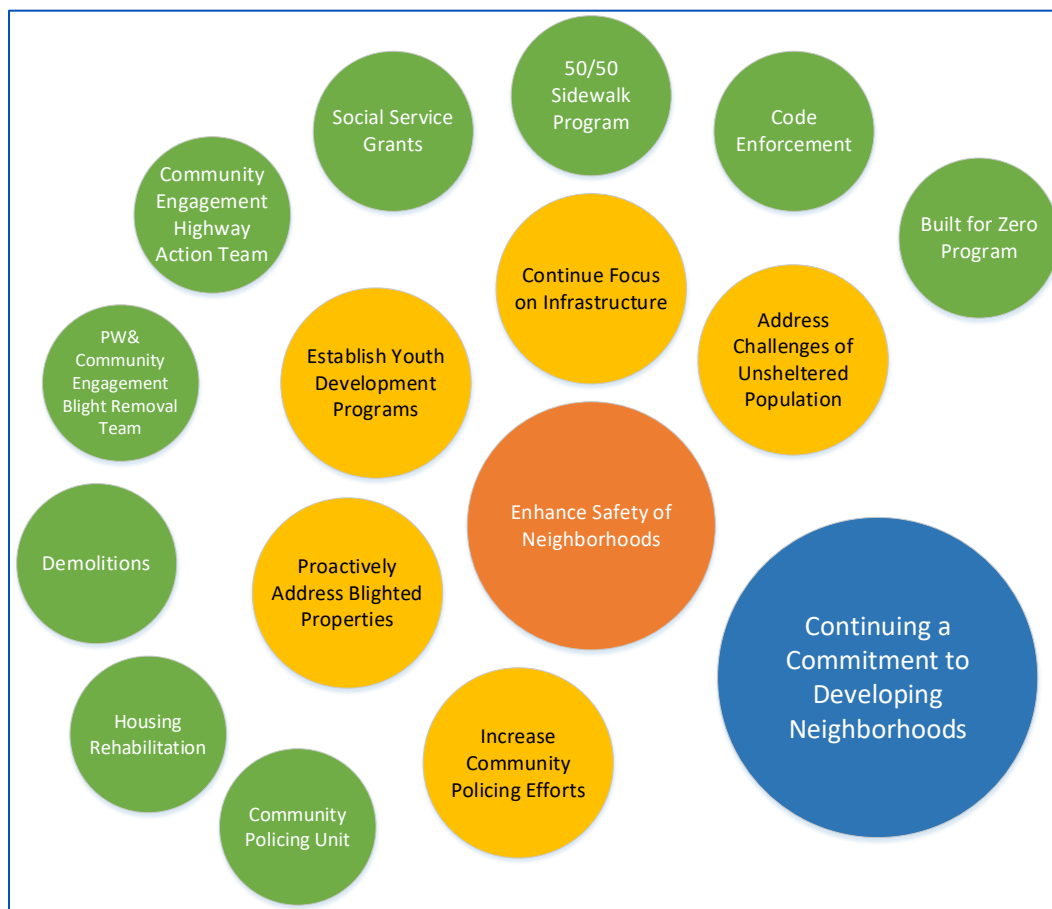 50/50
Sidewalk
Program
Social Service
Grants
Code
Enforcement
Community
Engagement
Highway
Action Team
Built for Zero
Program
Continue Focus
on Infrastructure
Address
Challenges of
Unsheltered
Population
PW&
Community
Engagement
Blight Removal
Team
Establish Youth
Development
Programs
Enhance Safety of
Neighborhoods
Demolitions
Proactively
Address Blighted
Properties
Continuing a
Commitment to
Developing
Neighborhoods
Housing
Rehabilitation
Increase
Community
Policing Efforts
Community
Policing Unit